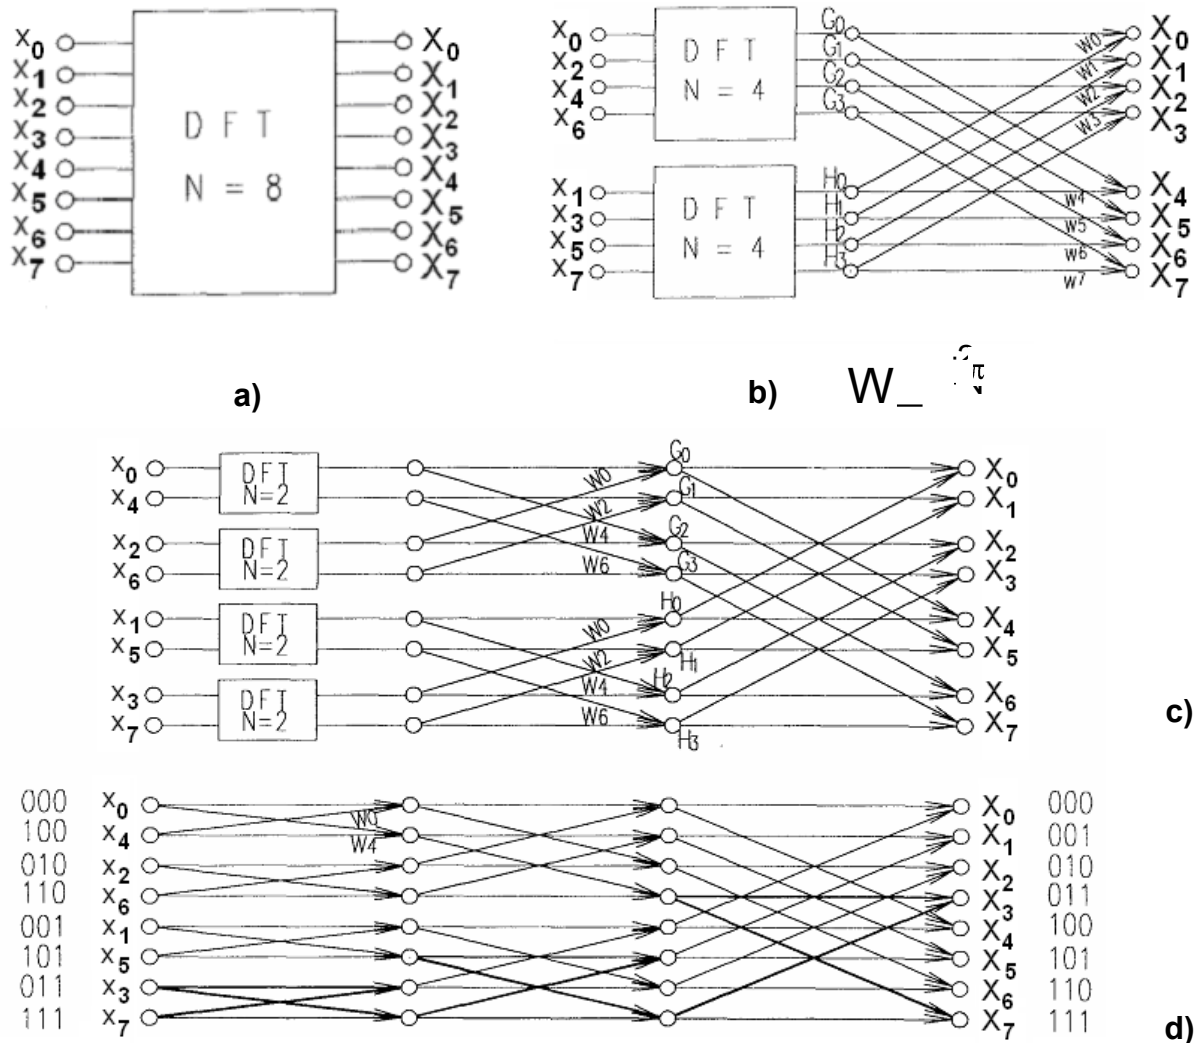 x0 X0
x1 X1
x2 X2
x3 X3
x4 X4
x5 X5
x6 X6
x7 X7
DFT
N = 8
a)
x0 G0 W0 X0
x2 G1 W1 X1
x4 G2 W2 X2
x6 G3 W3 X3
DFT
N = 4
x1 H0 W4 X4
x3 H1 W5 X5
x5 H2 W6 X6
x7 H3 W7 X7
DFT
N = 4
b)
W_ π
x0 DFT N=2 W0 G0 X0
x4 W2 G1 X1
x2 DFT N=2 W4 G2 X2
x6 W6 G3 X3
x1 DFT N=2 W0 H0 X4
x5 W2 H1 X5
x3 DFT N=2 W4 H2 X6
x7 W6 H3 X7
c)
000 x0 W0 X0 000
100 x4 W4 X1 001
010 x2 X2 010
110 x6 X3 011
001 x1 X4 100
101 x5 X5 101
011 x3 X6 110
111 x7 X7 111
d)